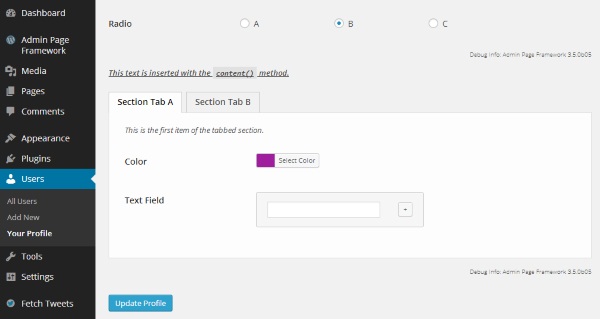 Dashboard
Admin Page
Framework
Media
Pages
Comments
Appearance
Plugins
Users
All Users
Add New
Your Profile
Tools
Settings
Fetch Tweets
Radio A B C
Debug Info: Admin Page Framework 3.5.0b05
This text is inserted with the content() method.
Section Tab A Section Tab B
This is the first item of the tabbed section.
Color Select Color
Text Field
Debug Info: Admin Page Framework 3.5.0b05
Update Profile